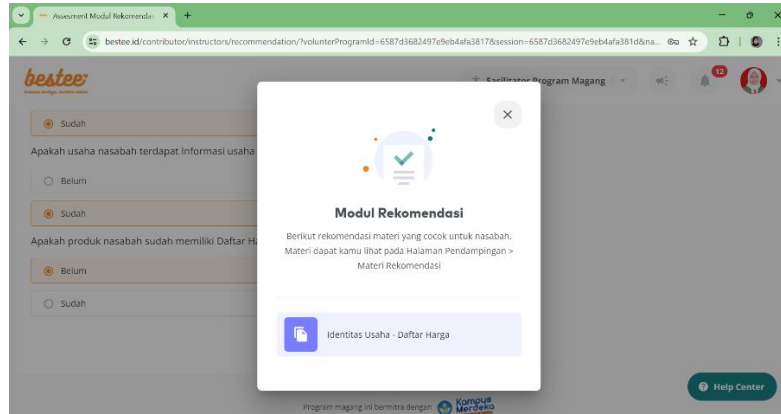 Assesment Modul Rekomendas
bestee.id/contributor/instructors/recommendation/?volunterProgramId=6587d3682497e9eb4afa3817&session=6587d3682497e9eb4afa381d&na...
bestee
Fasilitator Program Magang
12
Sudah
Apakah usaha nasabah terdapat Informasi usaha
Belum
Sudah
Apakah produk nasabah sudah memiliki Daftar Ha
Belum
Sudah
Modul Rekomendasi
Berikut rekomendasi materi yang cocok untuk nasabah.
Materi dapat kamu lihat pada Halaman Pendampingan >
Materi Rekomendasi
Identitas Usaha - Daftar Harga
Help Center
Program magang ini bermitra dengan
Kampus
Merdeka